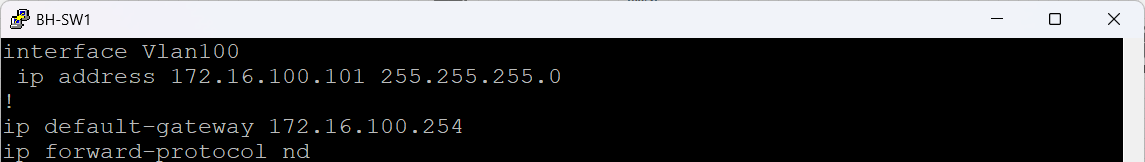 BH-SW1
interface Vlan100
ip address 172.16.100.101 255.255.255.0
!
ip default-gateway 172.16.100.254
ip forward-protocol nd